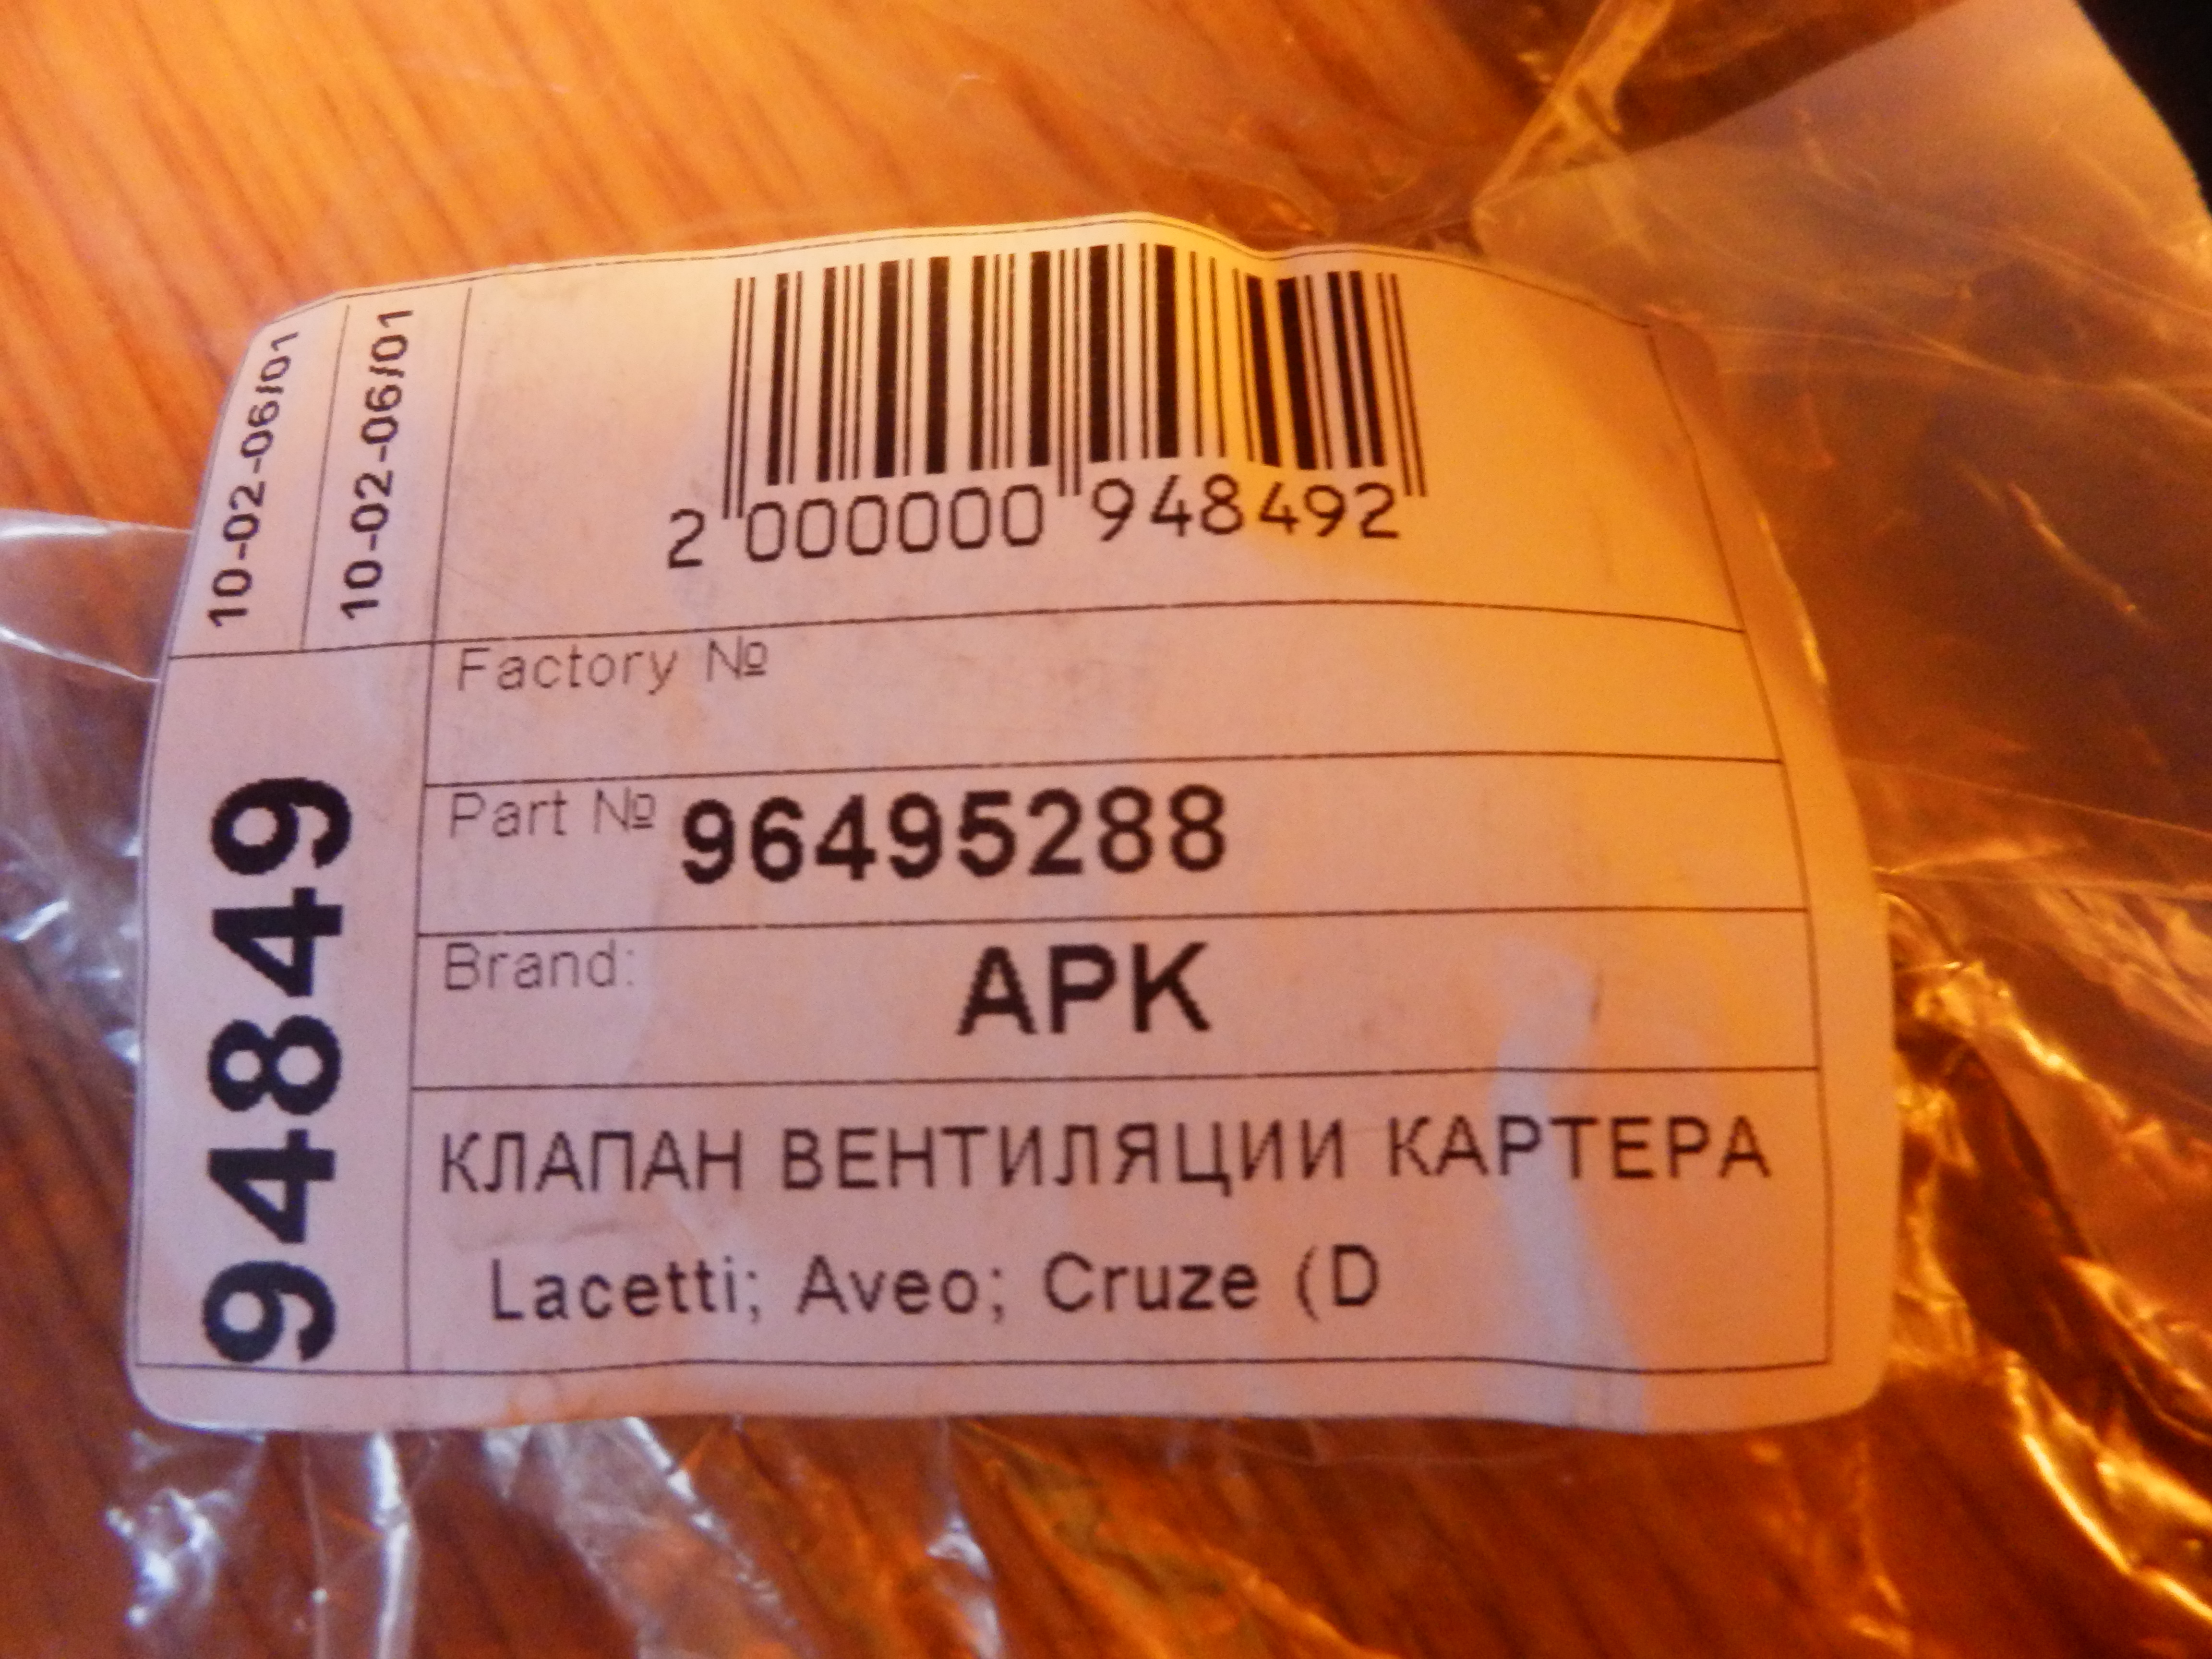 10-02-06/01
10-02-06/01
94849
2 000000 948492
Factory №
Part № 96495288
Brand: APK
КЛАПАН ВЕНТИЛЯЦИИ КАРТЕРА
Lacetti; Aveo; Cruze (D